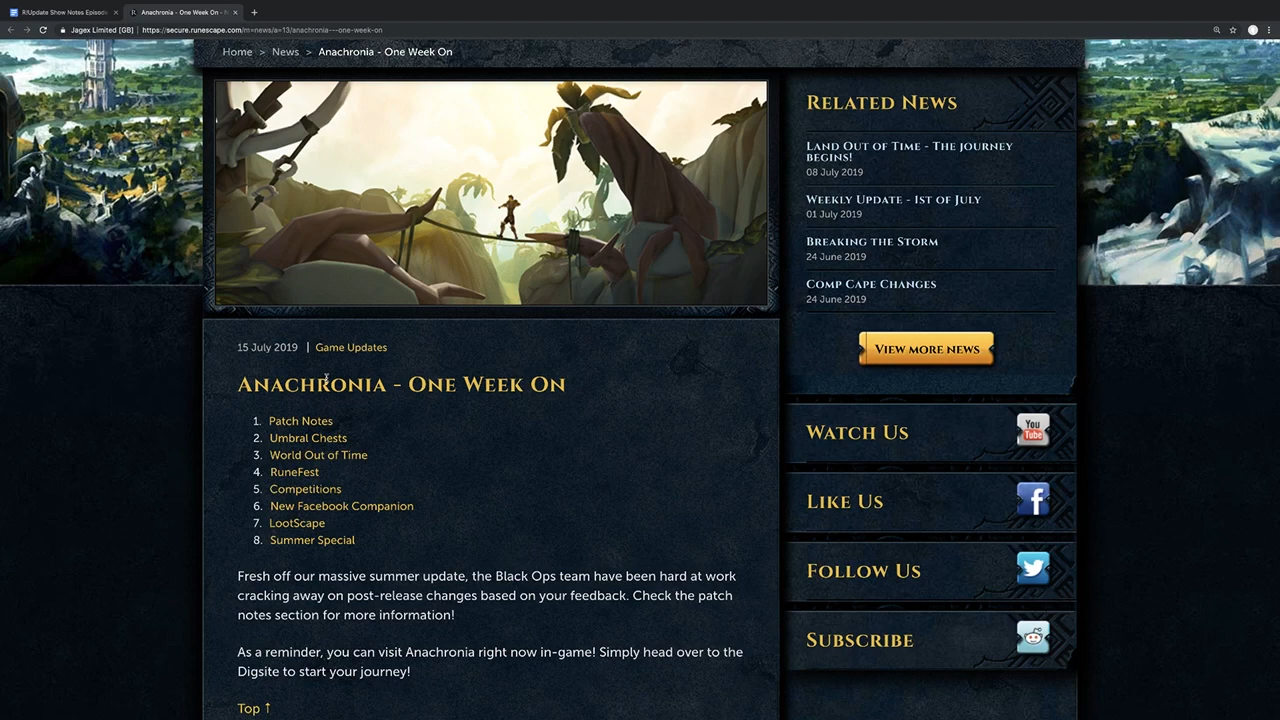 R!Update Show Notes Episode
Anachronia - One Week On -
Jagex Limited [GB] | https://secure.runescape.com/m=news/a=13/anachronia---one-week-on
Home > News > Anachronia - One Week On
15 July 2019 | Game Updates
Anachronia - One Week On
1. Patch Notes
2. Umbral Chests
3. World Out of Time
4. RuneFest
5. Competitions
6. New Facebook Companion
7. LootScape
8. Summer Special
Fresh off our massive summer update, the Black Ops team have been hard at work
cracking away on post-release changes based on your feedback. Check the patch
notes section for more information!
As a reminder, you can visit Anachronia right now in-game! Simply head over to the
Digsite to start your journey!
Top ↑
Related News
Land Out of Time - The journey
begins!
08 July 2019
Weekly Update - 1st of July
01 July 2019
Breaking the Storm
24 June 2019
Comp Cape Changes
24 June 2019
View more news
Watch Us
You
Tube
Like Us
Follow Us
Subscribe